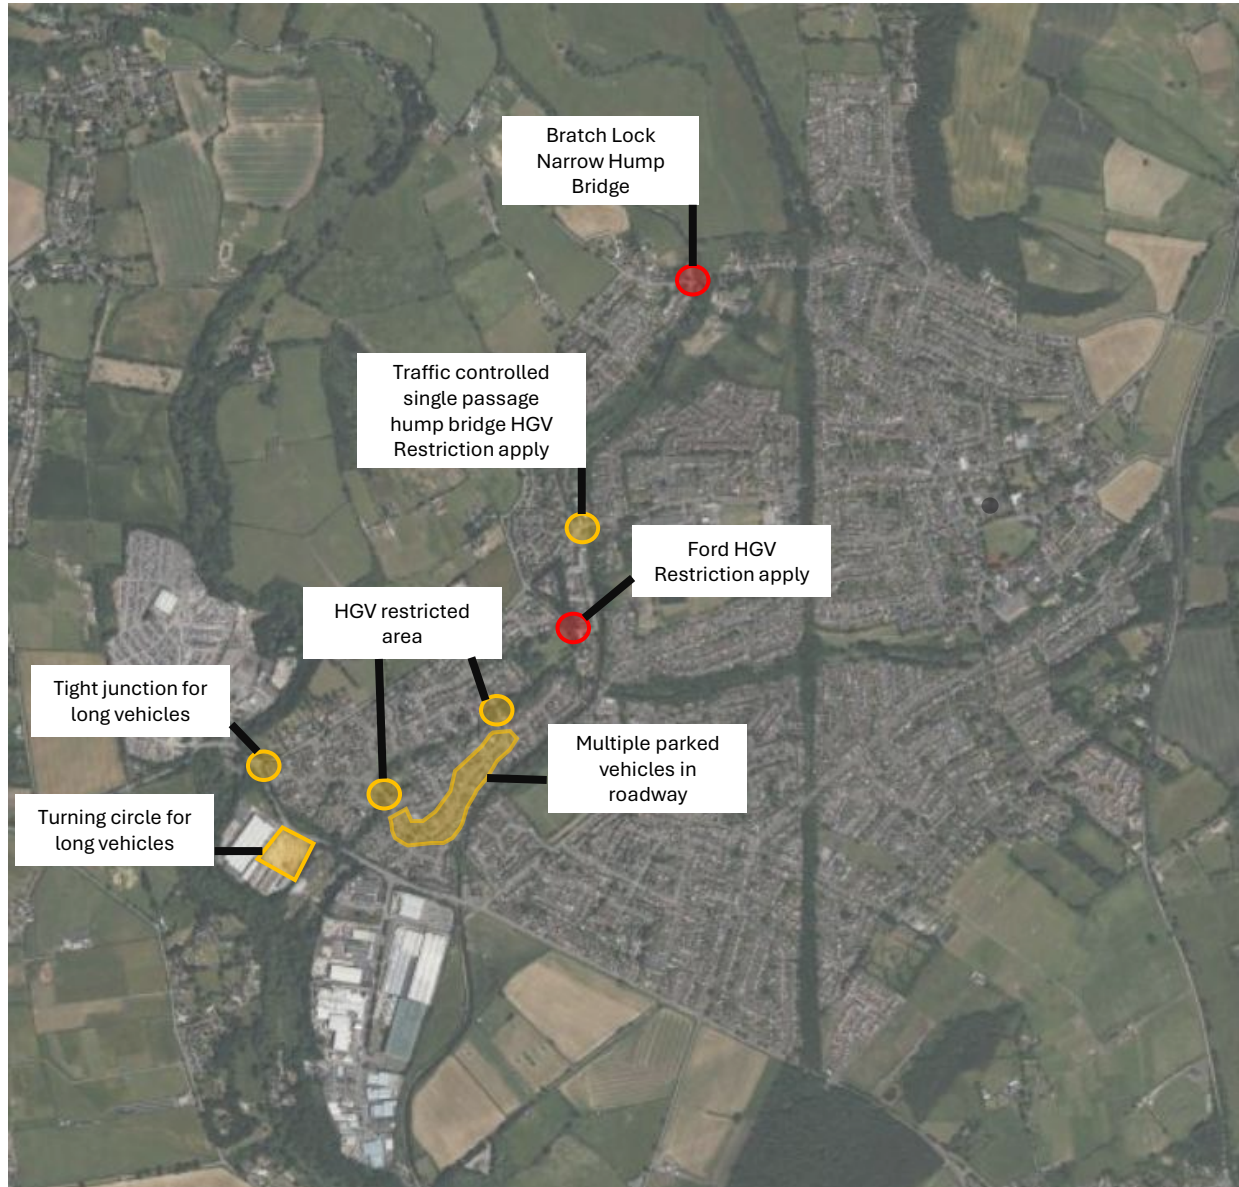 Bratch Lock
Narrow Hump
Bridge
Traffic controlled
single passage
hump bridge HGV
Restriction apply
Ford HGV
Restriction apply
HGV restricted
area
Tight junction for
long vehicles
Multiple parked
vehicles in
roadway
Turning circle for
long vehicles